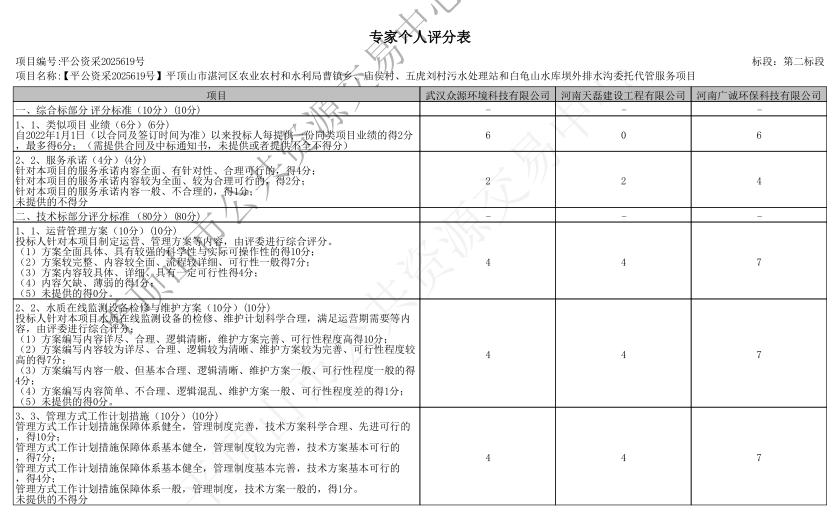 专家个人评分表
项目编号:平公资采2025619号
标段: 第二标段
项目名称:【平公资采2025619号】平顶山市湛河区农业农村和水利局曹镇乡、庙侯村、五虎刘村污水处理站和白龟山水库坝外排水沟委托代管服务项目
项目 武汉众源环境科技有限公司 河南天磊建设工程有限公司 河南广诚环保科技有限公司
一、综合标部分 评分标准（10分）(10分) – – –
1、1、类似项目 业绩（6分）(6分)
自2022年1月1日（以合同及签订时间为准）以来投标人每提供一份同类项目业绩的得2分
，最多得6分；（需提供合同及中标通知书，未提供或者提供不全不得分）
6 0 6
2、2、服务承诺（4分）(4分)
针对本项目的服务承诺内容全面、有针对性、合理可行的，得4分；
针对本项目的服务承诺内容较为全面、较为合理可行的，得2分；
针对本项目的服务承诺内容一般、不合理的，得1分；
未提供的不得分
2 2 4
二、技术标部分评分标准 （80分）(80分) – – –
1、1、运营管理方案（10分）(10分)
投标人针对本项目制定运营、管理方案等内容，由评委进行综合评分。
（1）方案全面具体、具有较强的科学性与实际可操作性的得10分；
（2）方案较完整、内容较全面、流程较详细、可行性一般得7分；
（3）方案内容较具体、详细，具有一定可行性得4分；
（4）内容欠缺、薄弱的得1分；
（5）未提供的得0分。
4 4 7
2、2、水质在线监测设备检修与维护方案（10分）(10分)
投标人针对本项目水质在线监测设备的检修、维护计划科学合理，满足运营期需要等内
容，由评委进行综合评分；
（1）方案编写内容详尽、合理、逻辑清晰，维护方案完善、可行性程度高得10分；
（2）方案编写内容较为详尽、合理、逻辑较为清晰、维护方案较为完善、可行性程度较
高的得7分；
（3）方案编写内容一般、但基本合理、逻辑清晰、维护方案一般、可行性程度一般的得
4分；
（4）方案编写内容简单、不合理、逻辑混乱、维护方案一般、可行性程度差的得1分；
（5）未提供的得0分。
4 4 7
3、3、管理方式工作计划措施（10分）(10分)
管理方式工作计划措施保障体系健全，管理制度完善，技术方案科学合理、先进可行的
，得10分；
管理方式工作计划措施保障体系基本健全，管理制度较为完善，技术方案基本可行的
，得7分；
管理方式工作计划措施保障体系基本健全，管理制度基本完善，技术方案基本可行的
，得4分；
管理方式工作计划措施保障体系一般，管理制度，技术方案一般的，得1分。
未提供的不得分
4 4 7
平顶山市公共资源交易中心
平顶山市公共资源交易中